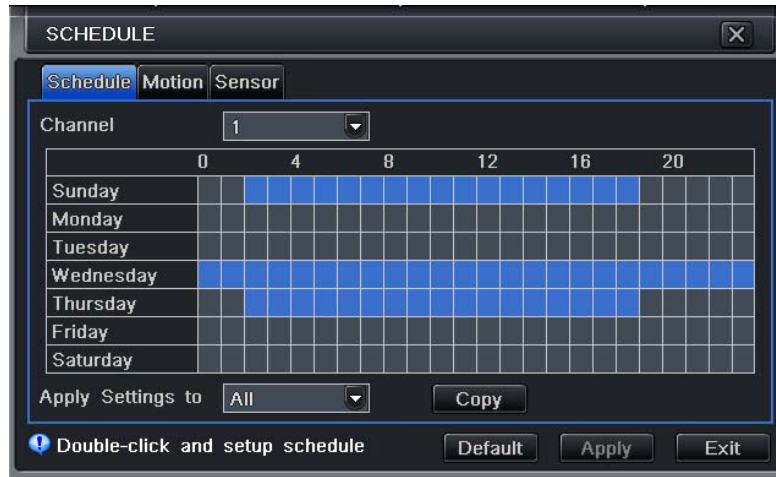 SCHEDULE
Schedule Motion Sensor
Channel 1
0 4 8 12 16 20
Sunday
Monday
Tuesday
Wednesday
Thursday
Friday
Saturday
Apply Settings to All Copy
Double-click and setup schedule Default Apply Exit